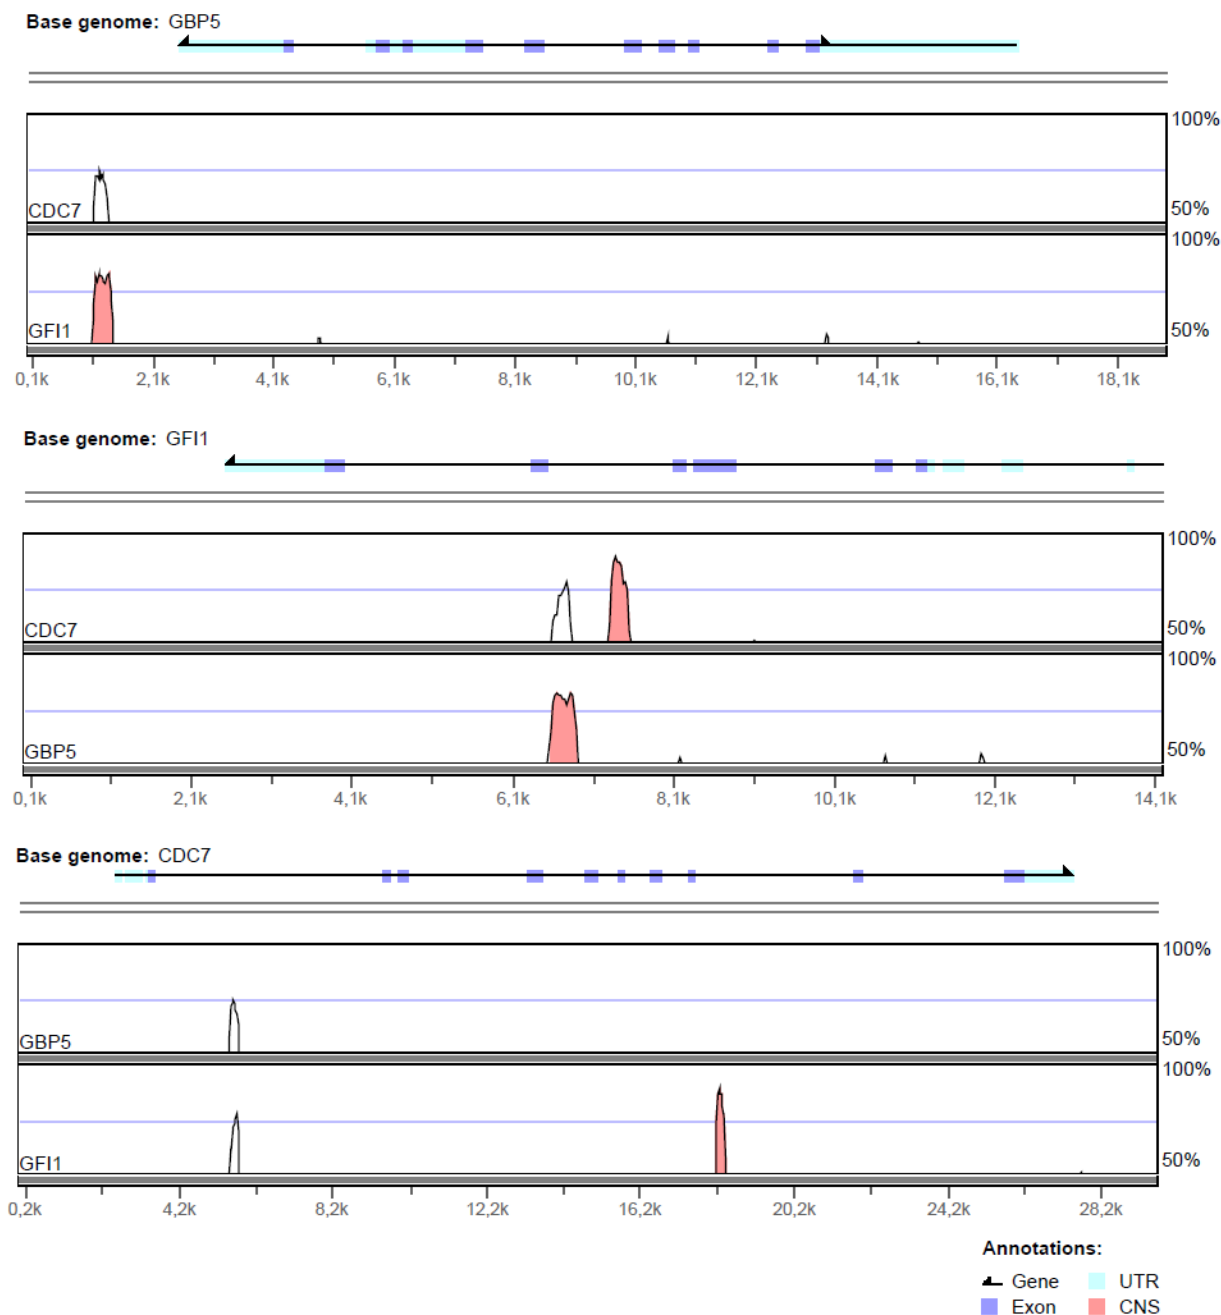 Base genome: GBP5
100%
CDC7
50%
100%
GFI1
50%
0,1k 2,1k 4,1k 6,1k 8,1k 10,1k 12,1k 14,1k 16,1k 18,1k
Base genome: GFI1
100%
CDC7
50%
100%
GBP5
50%
0,1k 2,1k 4,1k 6,1k 8,1k 10,1k 12,1k 14,1k
Base genome: CDC7
100%
GBP5
50%
100%
GFI1
50%
0,2k 4,2k 8,2k 12,2k 16,2k 20,2k 24,2k 28,2k
Annotations:
Gene UTR
Exon CNS